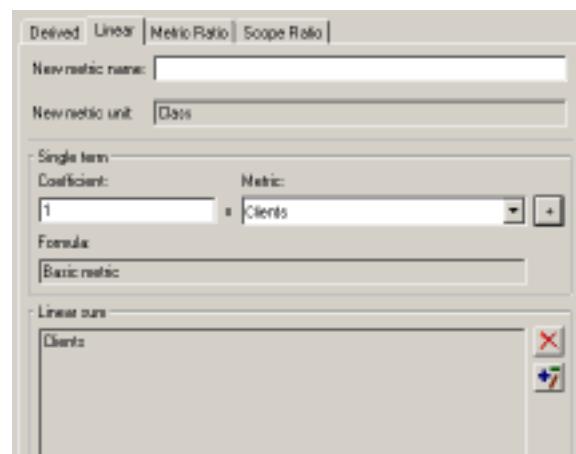 Derived Linear Metric Ratio Scope Ratio
New metric name:
New metric unit: Class
Single term
Coefficient: Metric:
1 × Clients +
Formula:
Basic metric
Linear sum
Clients